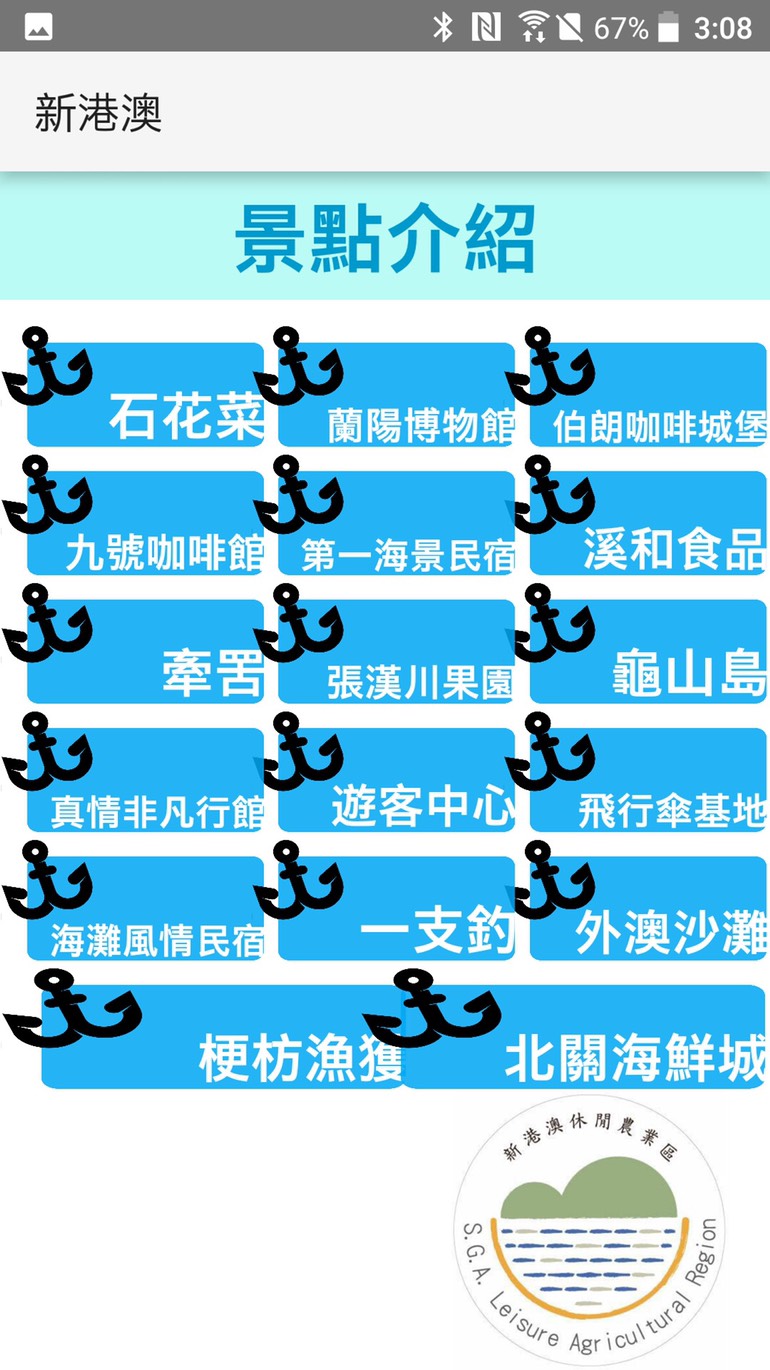 67% 3:08
新港澳
景點介紹
石花菜 蘭陽博物館 伯朗咖啡城堡
九號咖啡館 第一海景民宿 溪和食品
牽罟 張漢川果園 龜山島
真情非凡行館 遊客中心 飛行傘基地
海灘風情民宿 一支釣 外澳沙灘
梗枋漁獲 北關海鮮城
新港澳休閒農業區
S.G.A. Leisure Agricultural Region